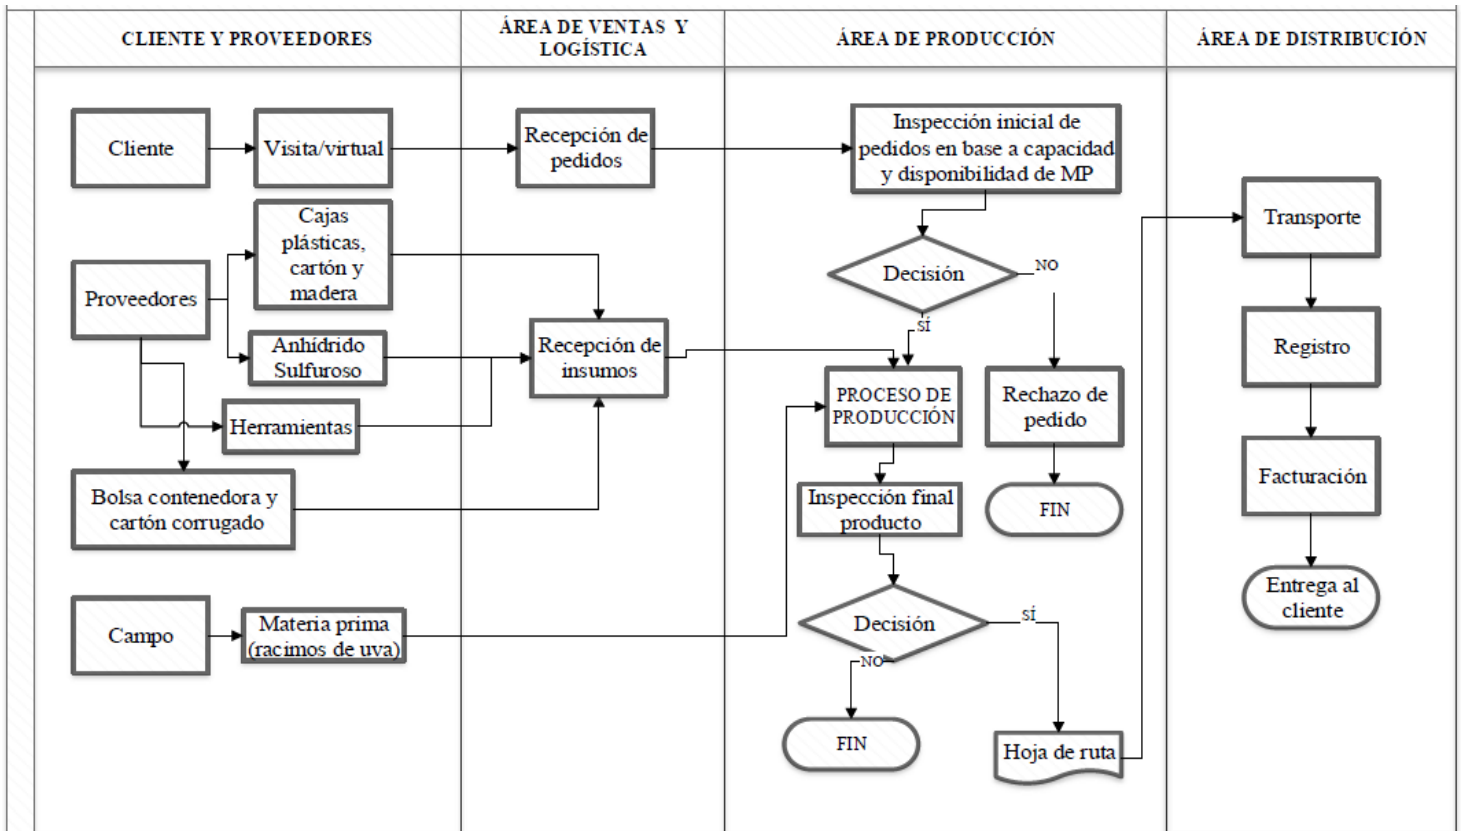 CLIENTE Y PROVEEDORES
ÁREA DE VENTAS Y
LOGÍSTICA
ÁREA DE PRODUCCIÓN
ÁREA DE DISTRIBUCIÓN
Cliente
Visita/virtual
Recepción de
pedidos
Inspección inicial de
pedidos en base a capacidad
y disponibilidad de MP
Cajas
plásticas,
cartón y
madera
Proveedores
Anhídrido
Sulfuroso
Herramientas
Bolsa contenedora y
cartón corrugado
Recepción de
insumos
Decisión
NO
SÍ
PROCESO DE
PRODUCCIÓN
Rechazo de
pedido
FIN
Inspección final
producto
Campo
Materia prima
(racimos de uva)
Decisión
SÍ
NO
FIN
Hoja de ruta
Transporte
Registro
Facturación
Entrega al
cliente